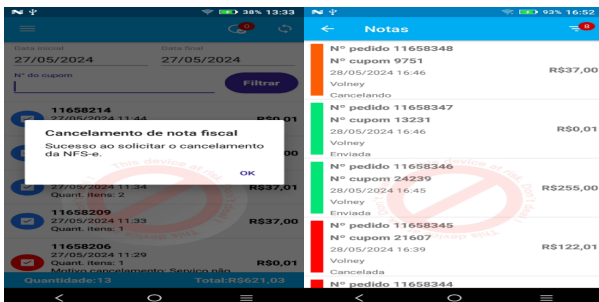 38% 13:33
0
Data inicial
Data final
27/05/2024
27/05/2024
Nº do cupom
Filtrar
11658214
27/05/2024 11:44
R$0,01
Cancelamento de nota fiscal
Sucesso ao solicitar o cancelamento
da NFS-e.
OK
This device at risk
27/05/2024 11:34
R$37,01
Quant. itens: 2
11658209
27/05/2024 11:33
R$37,00
Quant. itens: 1
11658206
27/05/2024 11:29
Quant. itens: 1
R$0,01
Motivo cancelamento: Serviço não
Quantidade:13
Total:R$621,03
93% 16:52
Notas
0
Nº pedido 11658348
Nº cupom 9751
28/05/2024 16:46
R$37,00
Volney
Cancelando
Nº pedido 11658347
Nº cupom 13231
28/05/2024 16:46
R$0,01
Volney
Enviada
Nº pedido 11658346
Nº cupom 24239
28/05/2024 16:45
R$255,00
Volney
Enviada
Nº pedido 11658345
Nº cupom 21607
28/05/2024 16:39
R$122,01
Volney
Cancelada
Nº pedido 11658344